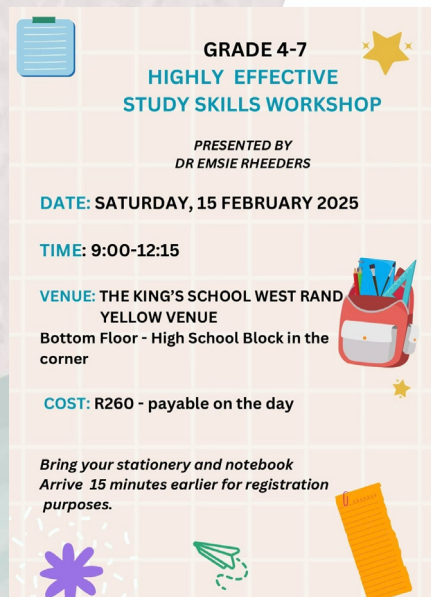 GRADE 4-7
HIGHLY EFFECTIVE
STUDY SKILLS WORKSHOP
PRESENTED BY
DR EMSIE RHEEDERS
DATE: SATURDAY, 15 FEBRUARY 2025
TIME: 9:00-12:15
VENUE: THE KING'S SCHOOL WEST RAND
YELLOW VENUE
Bottom Floor - High School Block in the
corner
COST: R260 - payable on the day
Bring your stationery and notebook
Arrive 15 minutes earlier for registration
purposes.